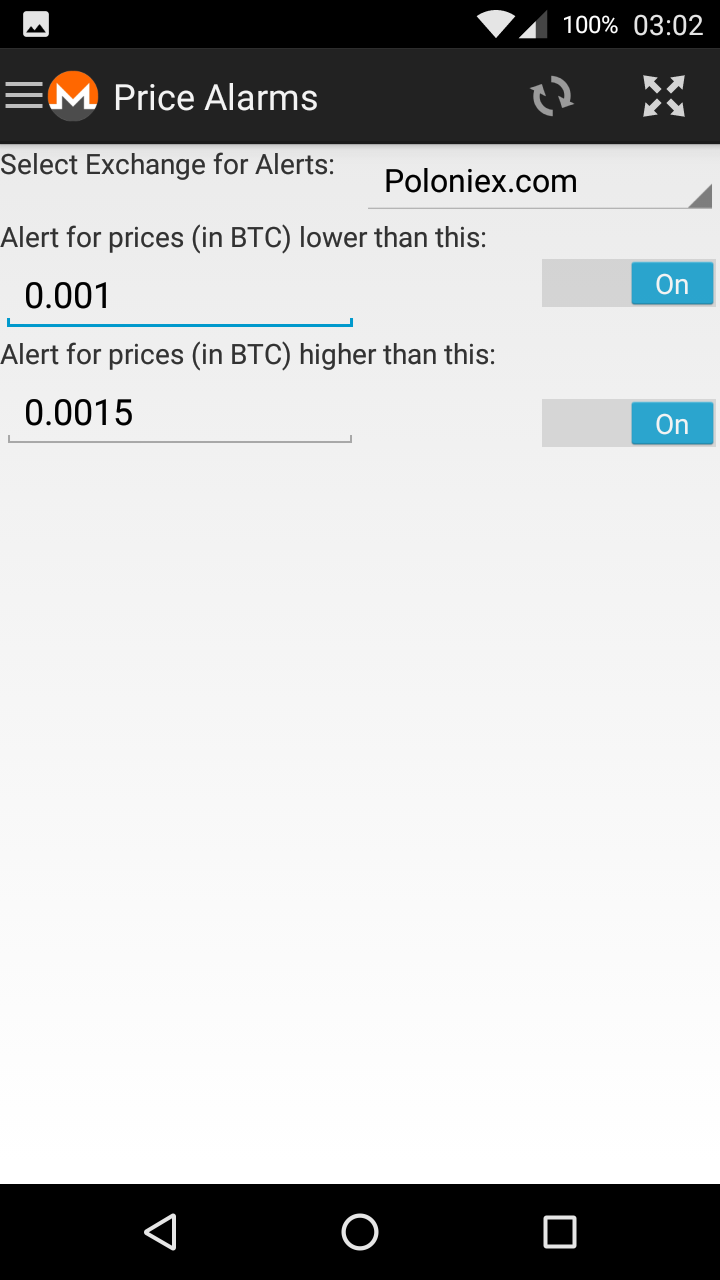 100% 03:02
Price Alarms
Select Exchange for Alerts: Poloniex.com
Alert for prices (in BTC) lower than this:
0.001 On
Alert for prices (in BTC) higher than this:
0.0015 On